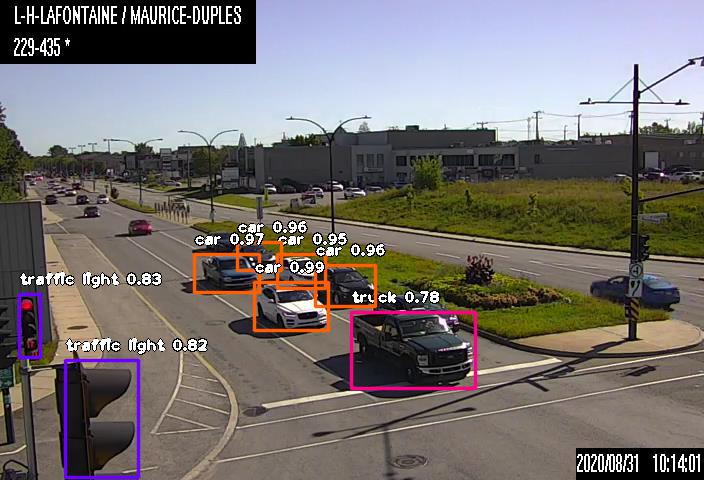 L-H-LAFONTAINE / MAURICE-DUPLES
229-435 *
car 0.96
car 0.97
car 0.95
car 0.96
car 0.99
traffic light 0.83
truck 0.78
traffic light 0.82
2020/08/31 10:14:01